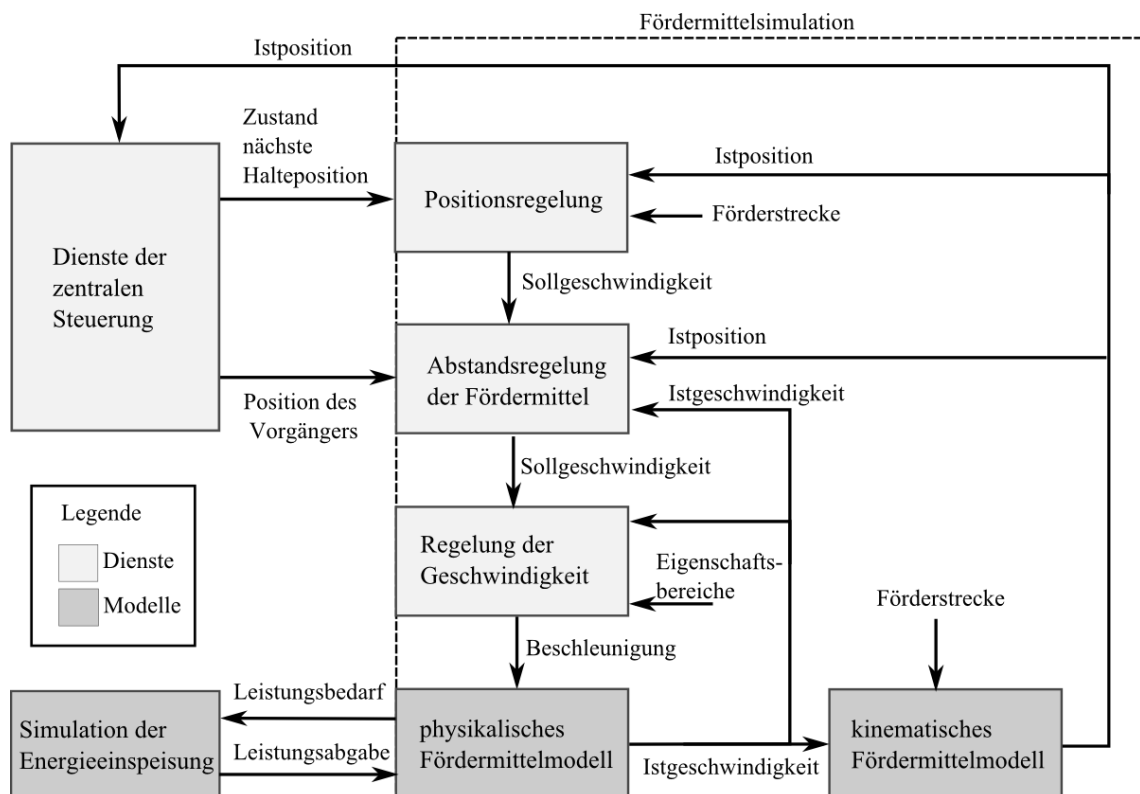 Fördermittelsimulation
Istposition
Zustand
nächste
Halteposition
Istposition
Positionsregelung
Förderstrecke
Dienste der
zentralen
Steuerung
Sollgeschwindigkeit
Istposition
Abstandsregelung
der Fördermittel
Istgeschwindigkeit
Position des
Vorgängers
Sollgeschwindigkeit
Legende
Dienste
Modelle
Regelung der
Geschwindigkeit
Eigenschafts-
bereiche
Förderstrecke
Beschleunigung
Leistungsbedarf
Simulation der
Energieeinspeisung
Leistungsabgabe
physikalisches
Fördermittelmodell
Istgeschwindigkeit
kinematisches
Fördermittelmodell